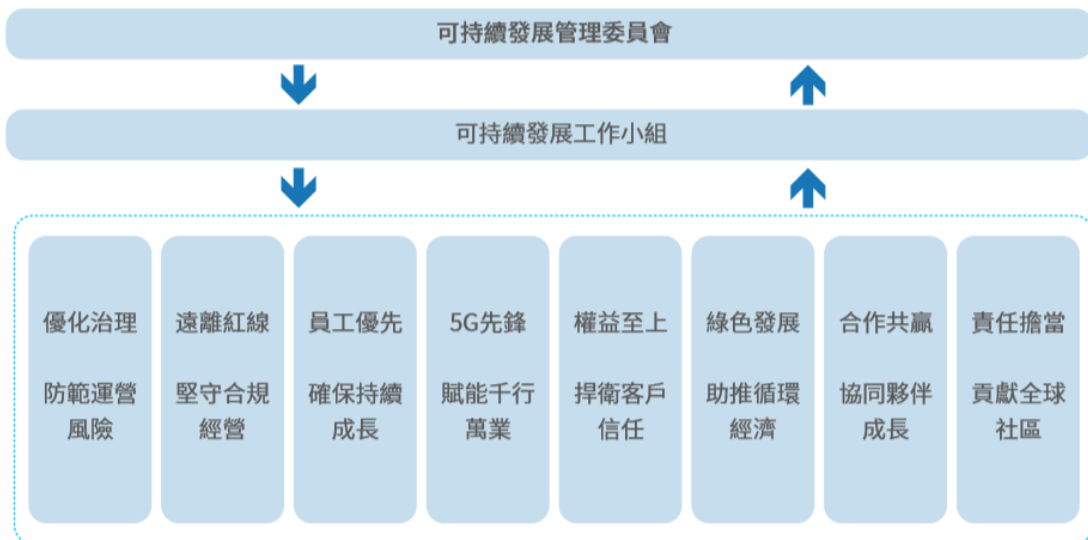 可持續發展管理委員會
可持續發展工作小組
優化治理
防範運營
風險
遠離紅線
堅守合規
經營
員工優先
確保持續
成長
5G先鋒
賦能千行
萬業
權益至上
捍衛客戶
信任
綠色發展
助推循環
經濟
合作共贏
協同夥伴
成長
責任擔當
貢獻全球
社區